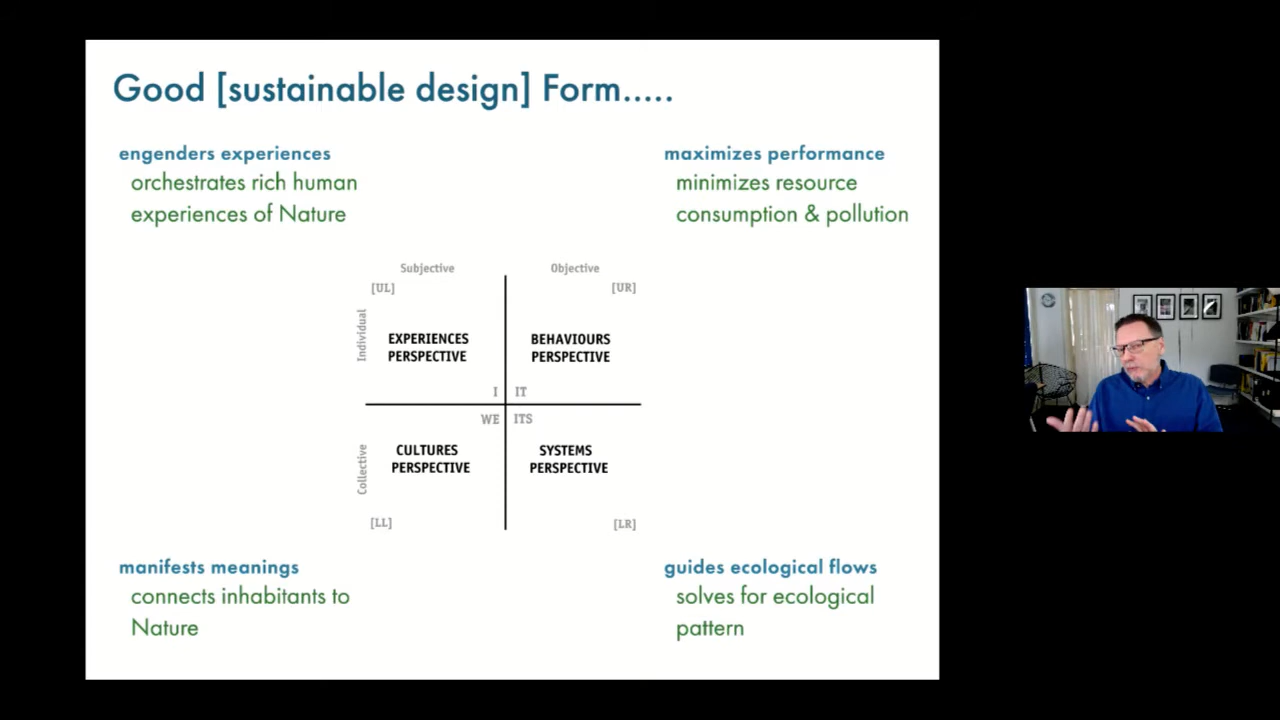 Good [sustainable design] Form.....
engenders experiences
orchestrates rich human
experiences of Nature
maximizes performance
minimizes resource
consumption & pollution
Subjective
Objective
[UL]
[UR]
Individual
EXPERIENCES
PERSPECTIVE
BEHAVIOURS
PERSPECTIVE
I
IT
WE
ITS
Collective
CULTURES
PERSPECTIVE
SYSTEMS
PERSPECTIVE
[LL]
[LR]
manifests meanings
connects inhabitants to
Nature
guides ecological flows
solves for ecological
pattern